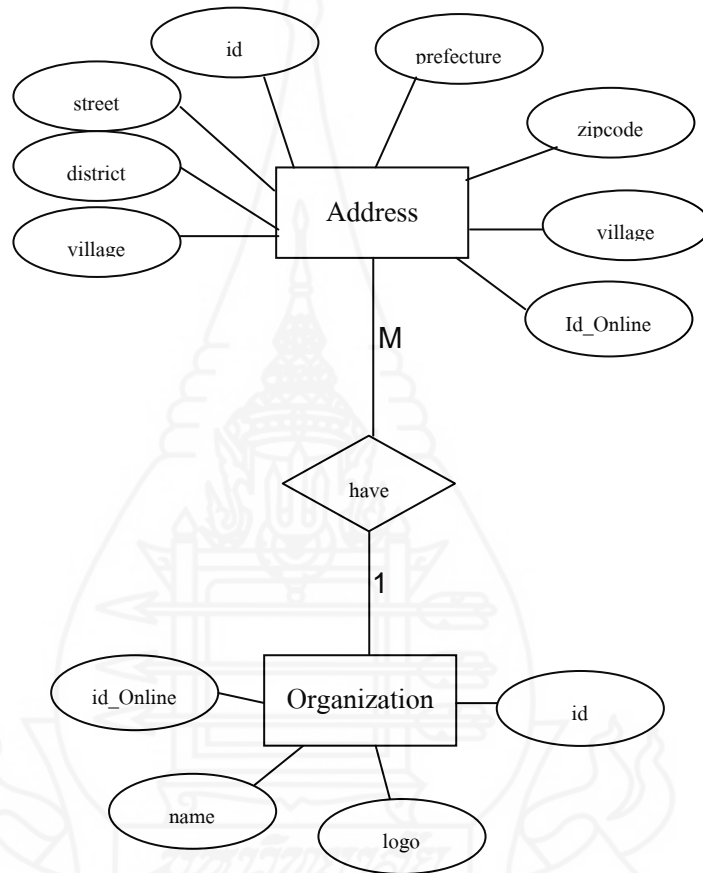 id
prefecture
street
zipcode
district
Address
village
village
Id_Online
M
have
1
id_Online
Organization
id
name
logo